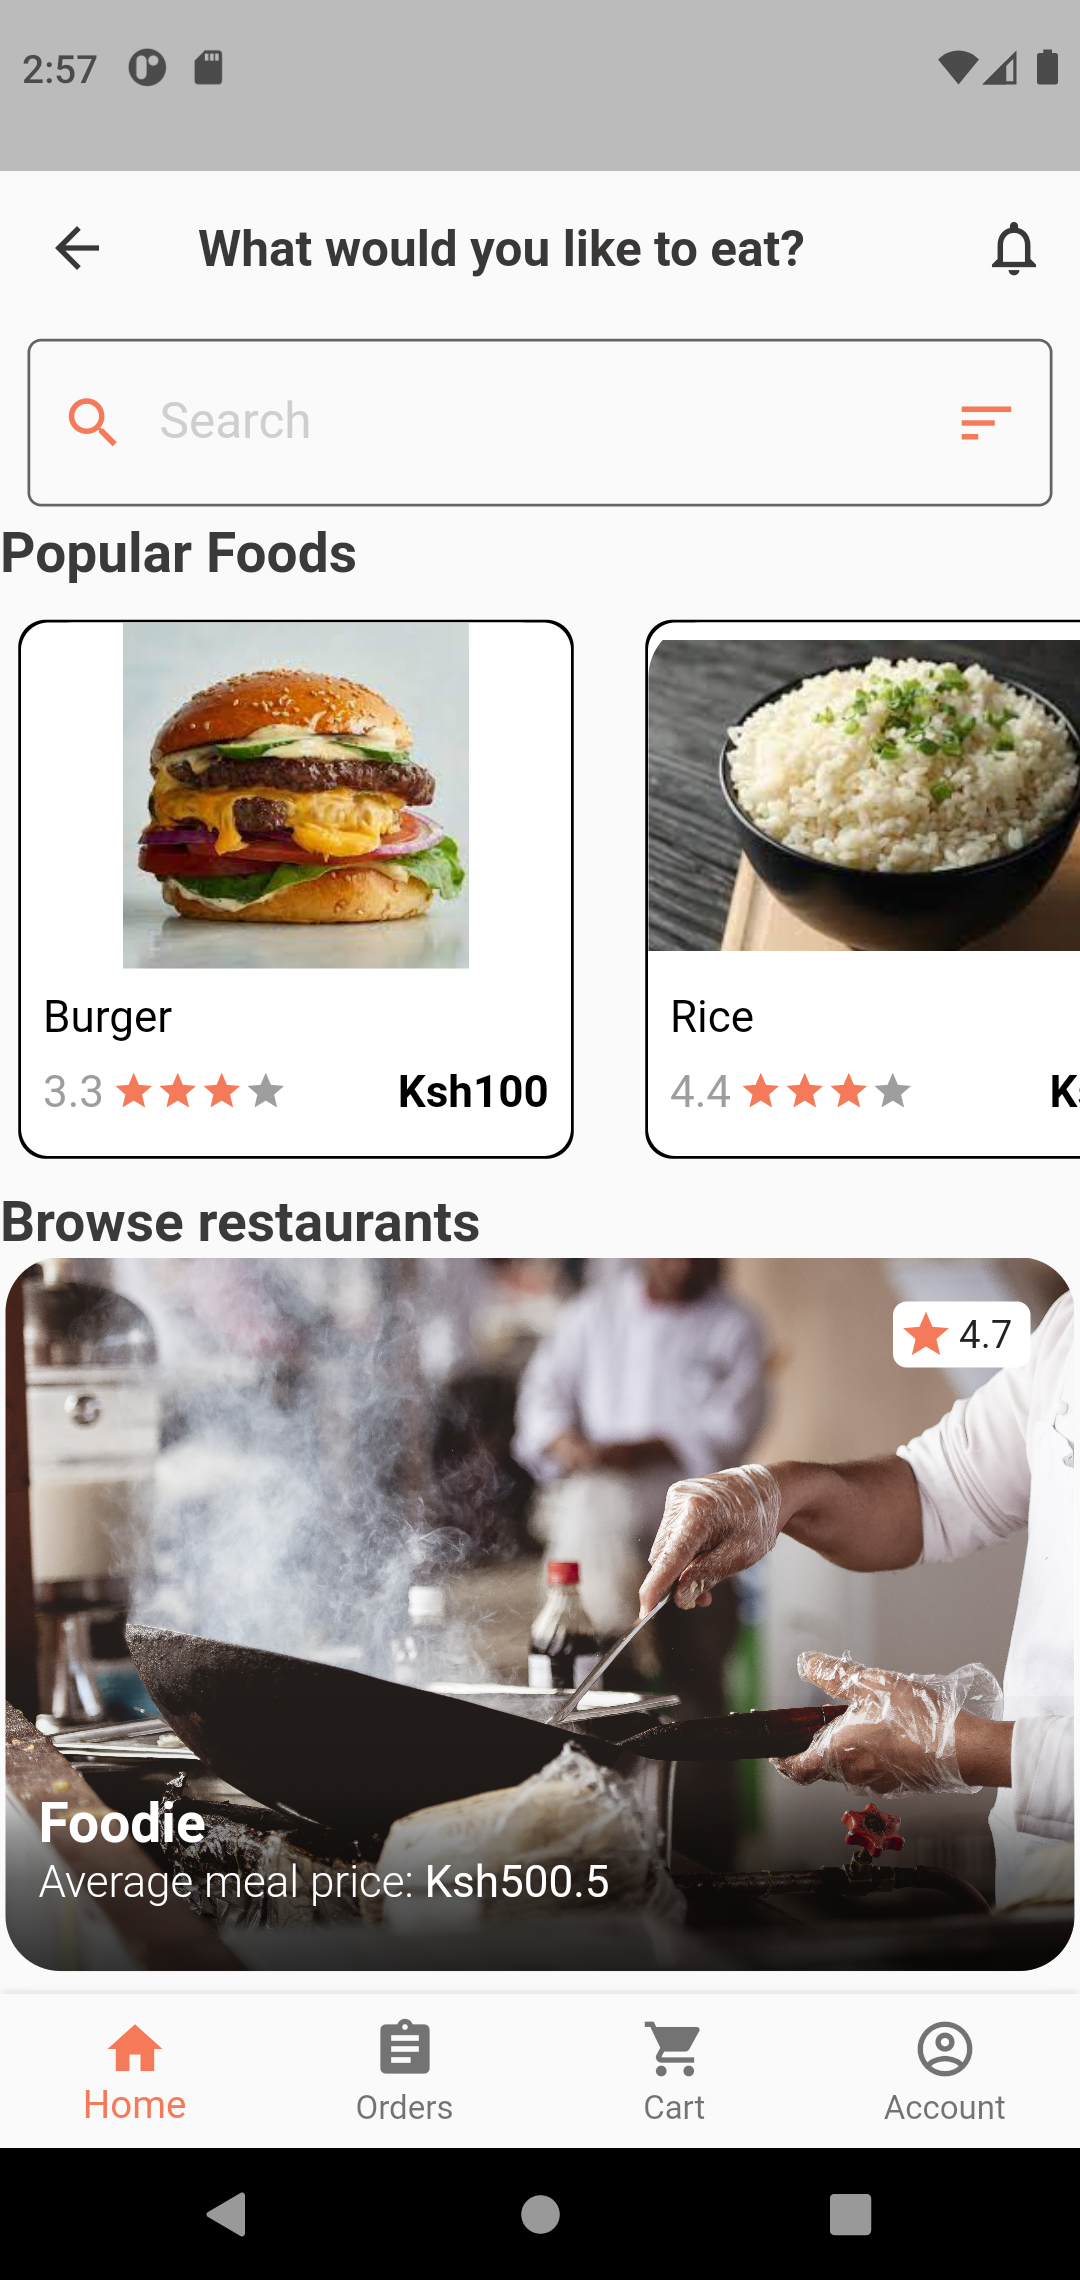 2:57
What would you like to eat?
Search
Popular Foods
Burger
3.3
Ksh100
Rice
4.4
Browse restaurants
4.7
Foodie
Average meal price: Ksh500.5
Home
Orders
Cart
Account